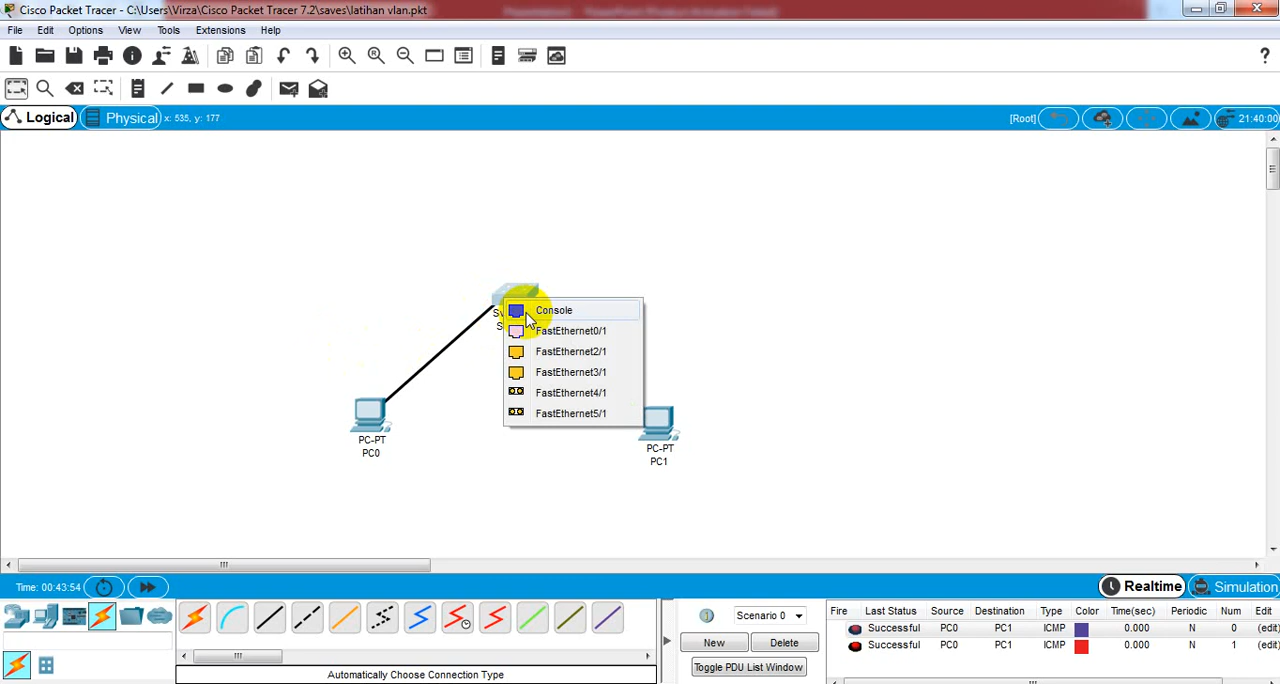 Cisco Packet Tracer - C:\Users\Virza\Cisco Packet Tracer 7.2\saves\latihan vlan.pkt
File Edit Options View Tools Extensions Help
?
Logical Physical x: 535, y: 177 [Root] 21:40:00
Console
FastEthernet0/1
FastEthernet2/1
FastEthernet3/1
FastEthernet4/1
FastEthernet5/1
PC-PT
PC0
PC-PT
PC1
Time: 00:43:54 Realtime Simulation
Scenario 0
New Delete
Toggle PDU List Window
Automatically Choose Connection Type
Fire Last Status Source Destination Type Color Time(sec) Periodic Num Edit
Successful PC0 PC1 ICMP 0.000 N 0 (edit)
Successful PC0 PC1 ICMP 0.000 N 1 (edit)